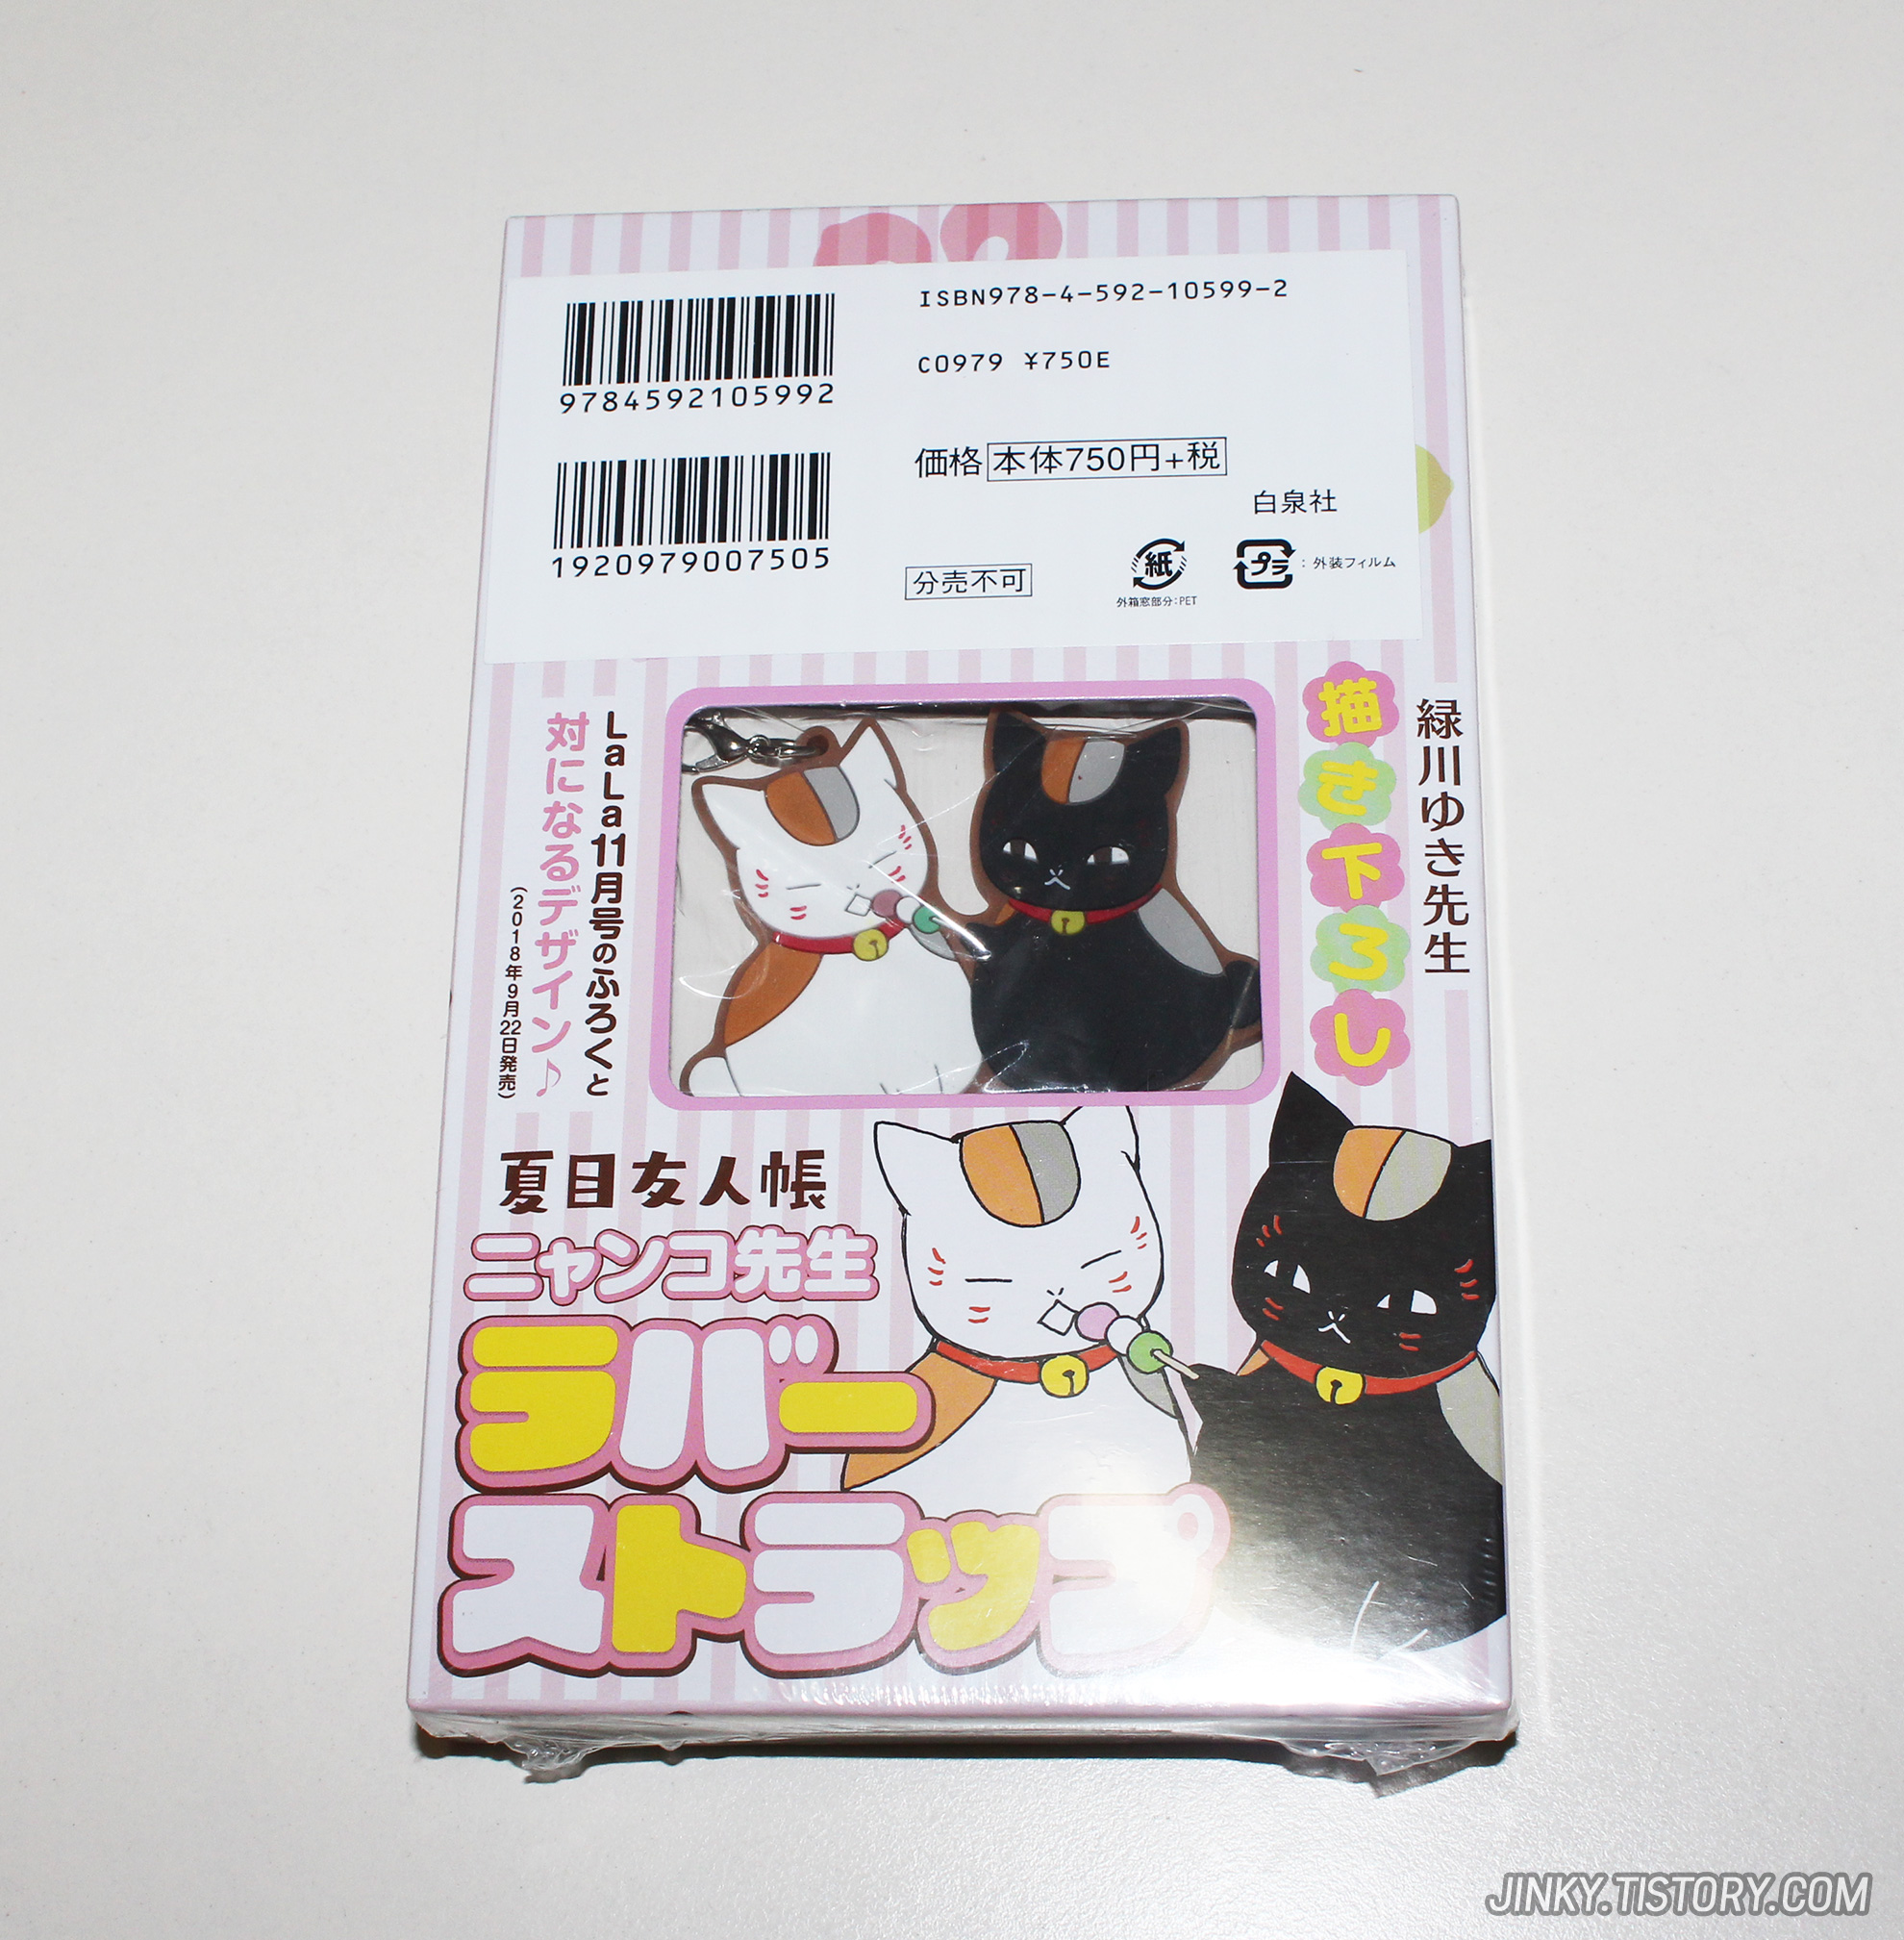 ISBN978-4-592-10599-2
9784592105992
C0979 ¥750E
価格 本体750円+税
白泉社
1920979007505
分売不可
紙
外箱窓部分:PET
プラ
:外装フィルム
緑川ゆき先生
描き下ろし
LaLa11月号のふろくと
対になるデザイン♪
(2018年9月22日発売)
夏目友人帳
ニャンコ先生
ラバー
ストラップ
JINKY.TISTORY.COM